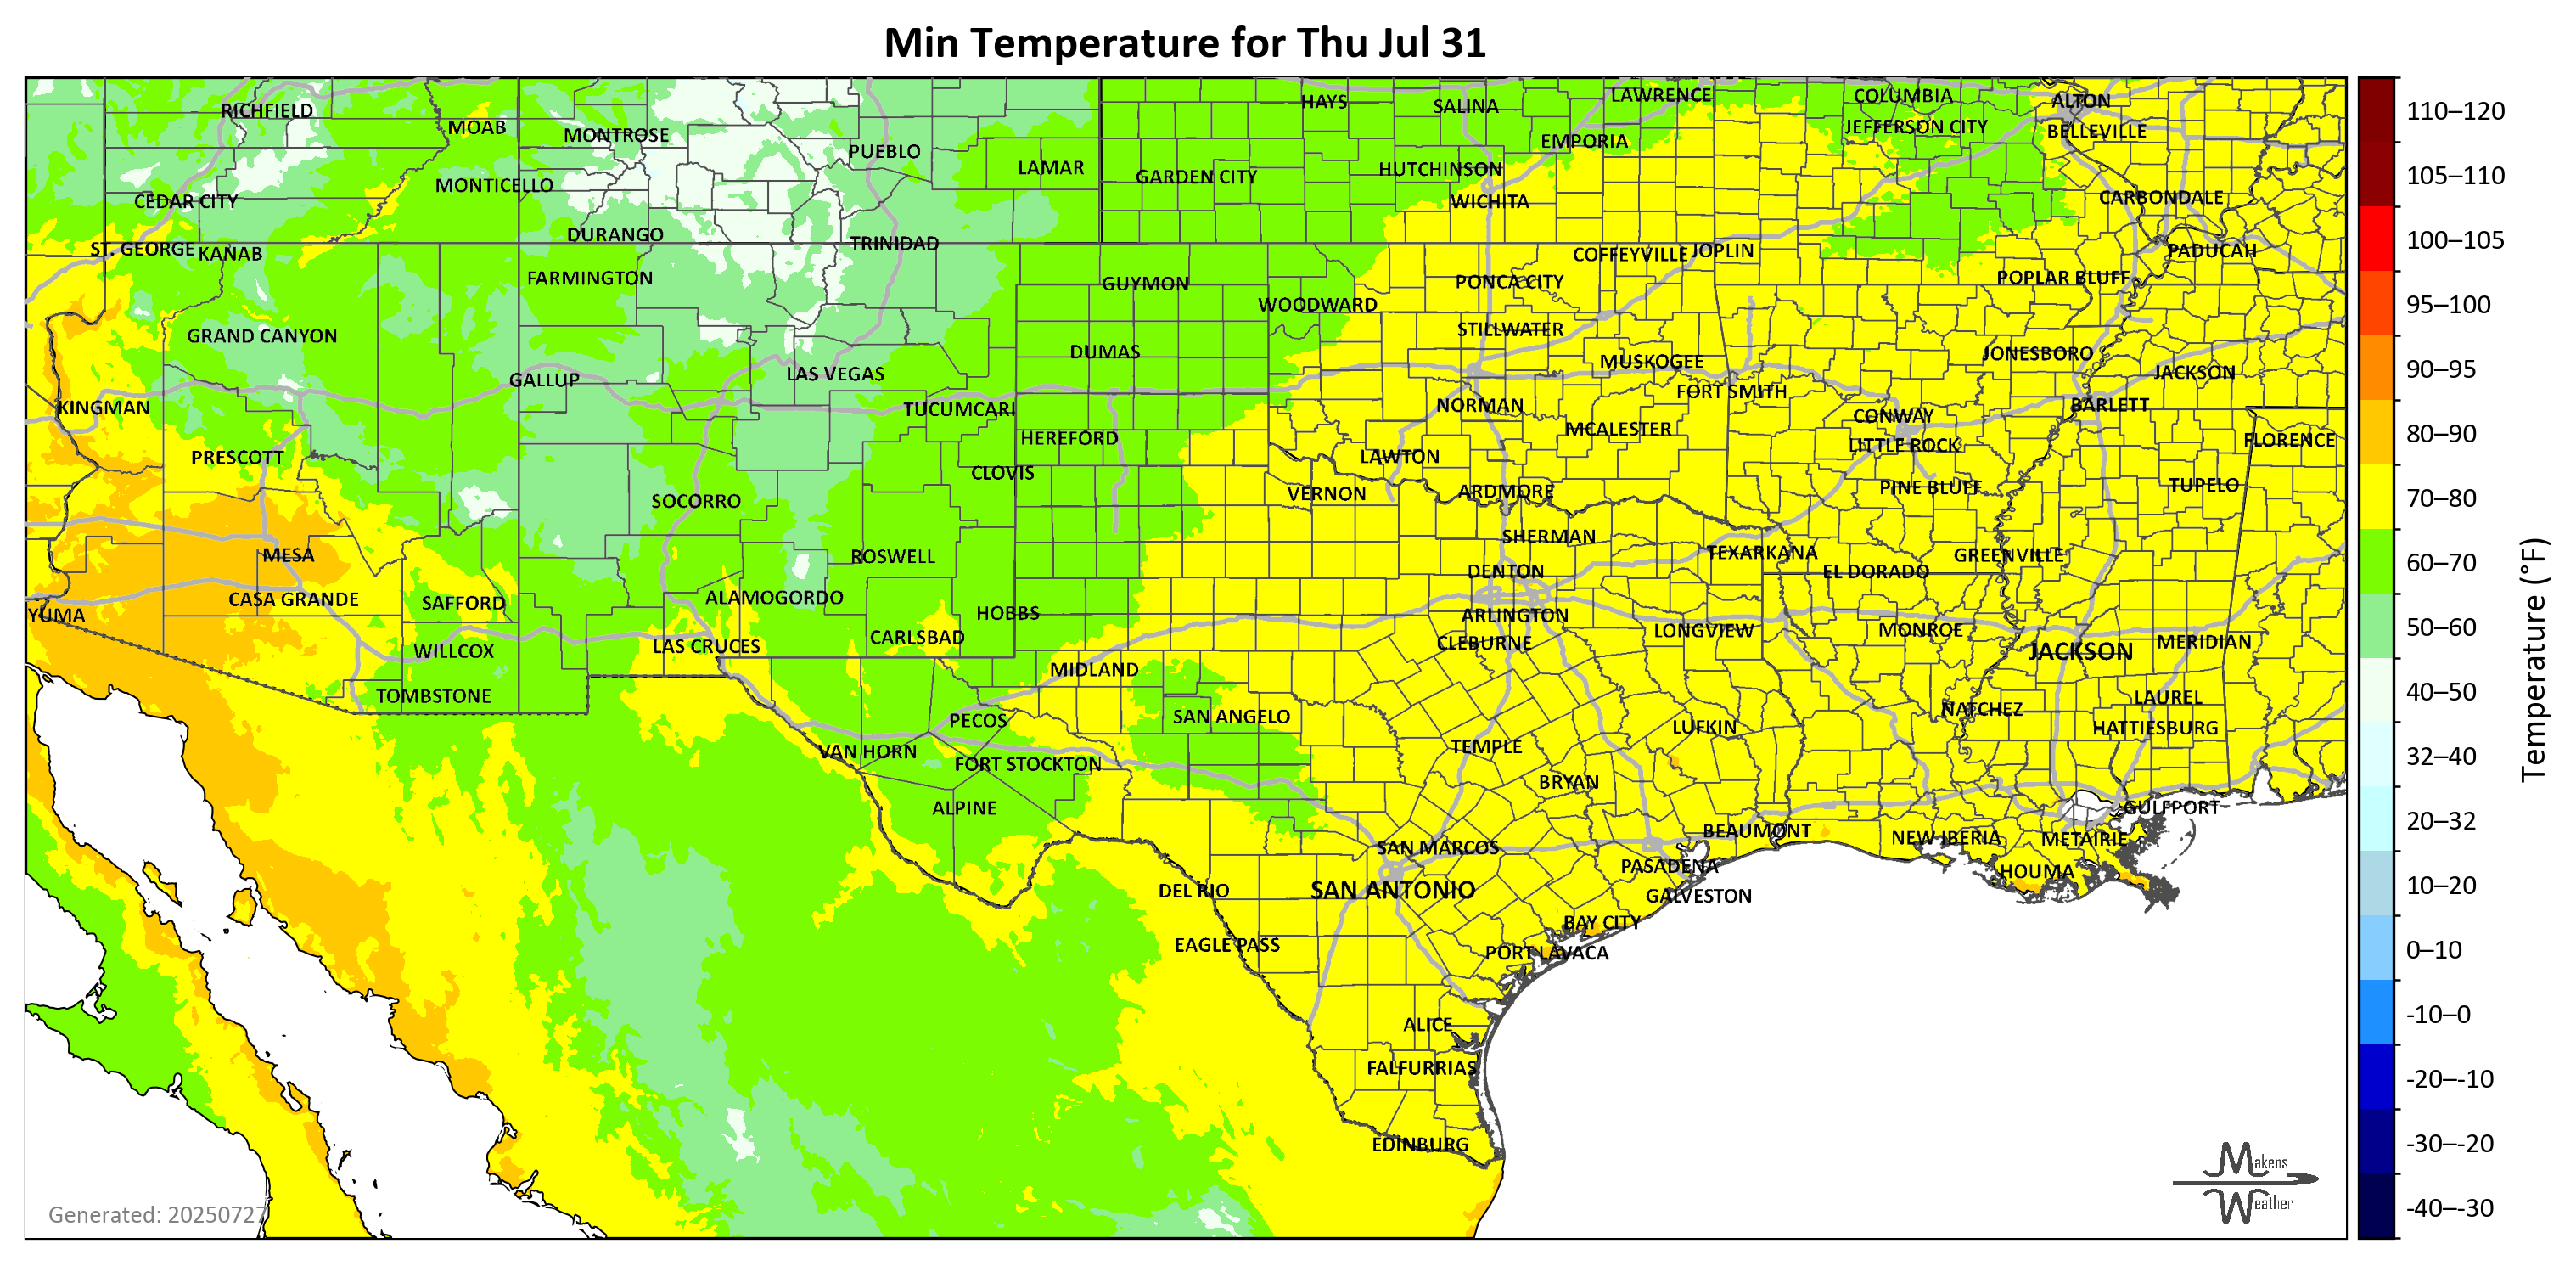 Min Temperature for Thu Jul 31
RICHFIELD
MOAB
MONTROSE
PUEBLO
LAMAR
HAYS
SALINA
LAWRENCE
COLUMBIA
ALTON
JEFFERSON CITY
BELLEVILLE
EMPORIA
HUTCHINSON
GARDEN CITY
MONTICELLO
CEDAR CITY
WICHITA
CARBONDALE
DURANGO
TRINIDAD
ST. GEORGE
KANAB
FARMINGTON
GUYMON
WOODWARD
PONCA CITY
COFFEYVILLE
JOPLIN
POPLAR BLUFF
PADUCAH
GRAND CANYON
STILLWATER
DUMAS
MUSKOGEE
JONESBORO
JACKSON
GALLUP
LAS VEGAS
FORT SMITH
KINGMAN
TUCUMCARI
NORMAN
CONWAY
BARLETT
HEREFORD
MCALESTER
LITTLE ROCK
FLORENCE
PRESCOTT
CLOVIS
LAWTON
SOCORRO
VERNON
ARDMORE
PINE BLUFF
TUPELO
SHERMAN
MESA
ROSWELL
TEXARKANA
GREENVILLE
DENTON
EL DORADO
CASA GRANDE
SAFFORD
ALAMOGORDO
HOBBS
ARLINGTON
YUMA
CARLSBAD
CLEBURNE
LONGVIEW
MONROE
MERIDIAN
WILLCOX
LAS CRUCES
JACKSON
MIDLAND
TOMBSTONE
LAUREL
PECOS
SAN ANGELO
NATCHEZ
LUFKIN
HATTIESBURG
VAN HORN
FORT STOCKTON
TEMPLE
BRYAN
ALPINE
GULFPORT
BEAUMONT
NEW IBERIA
METAIRIE
SAN MARCOS
PASADENA
HOUMA
DEL RIO
SAN ANTONIO
GALVESTON
BAY CITY
EAGLE PASS
PORT LAVACA
ALICE
FALFURRIAS
EDINBURG
Generated: 20250727
Makens
Weather
110–120
105–110
100–105
95–100
90–95
80–90
70–80
60–70
50–60
40–50
32–40
20–32
10–20
0–10
-10–0
-20–-10
-30–-20
-40–-30
Temperature (°F)